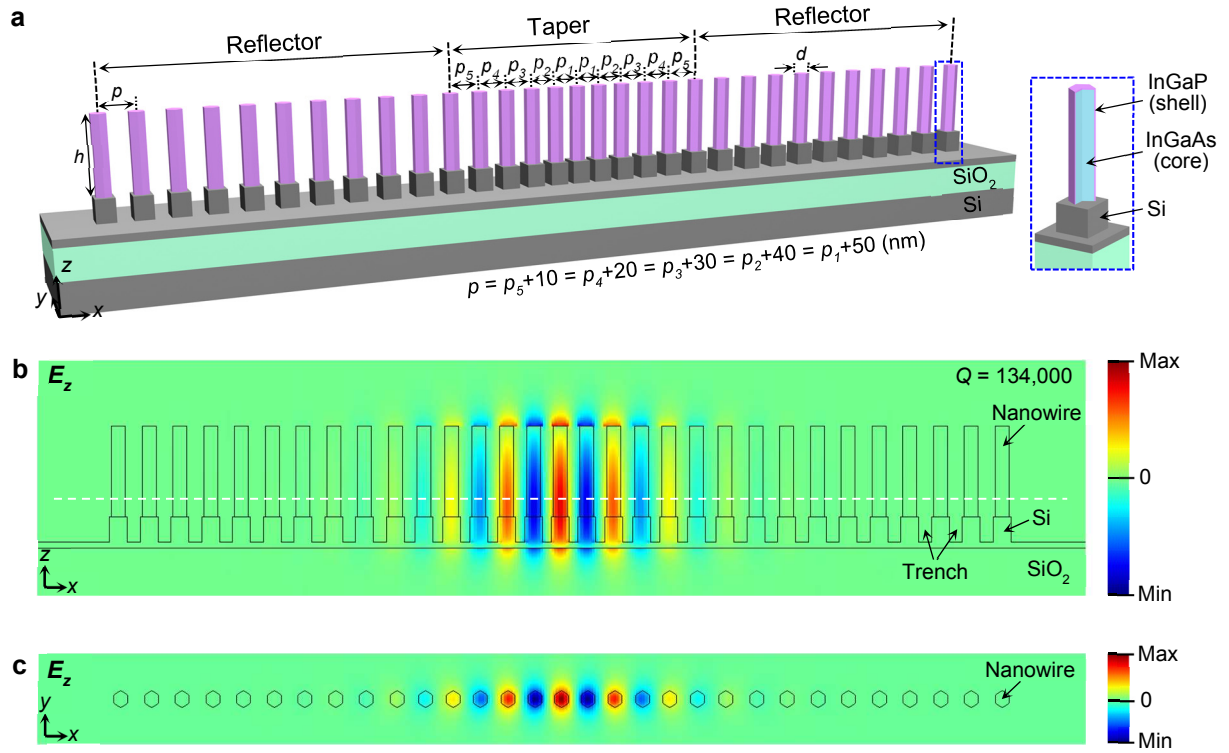 a
Reflector
Taper
Reflector
p
p₅ p₄ p₃ p₂ p₁ p₁ p₂ p₃ p₄ p₅
d
h
InGaP
(shell)
InGaAs
(core)
Si
SiO₂
Si
p = p₅+10 = p₄+20 = p₃+30 = p₂+40 = p₁+50 (nm)
z
y
x
b
E_z
Q = 134,000
Nanowire
Si
Trench
SiO₂
z
x
Max
0
Min
c
E_z
Nanowire
y
x
Max
0
Min